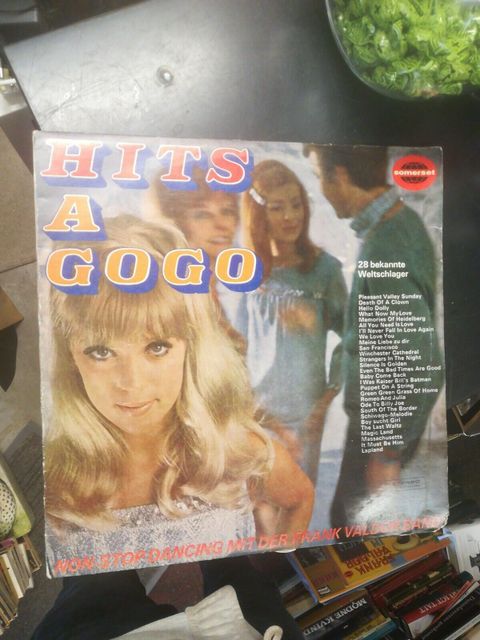 HITS
A
GOGO
somerset
28 bekannte
Weltschlager
Pleasant Valley Sunday
Death Of A Clown
Hello Dolly
What Now My Love
Memories Of Heidelberg
All You Need Is Love
I'll Never Fall In Love Again
We Love You
Meine Liebe zu dir
San Francisco
Winchester Cathedral
Strangers In The Night
Silence Is Golden
Even The Bad Times Are Good
Baby Come Back
I Was Kaiser Bill's Batman
Puppet On A String
Green Green Grass Of Home
Romeo And Julia
Ode To Billy Joe
South Of The Border
Schiwago-Melodie
Boy sucht Girl
The Last Waltz
Magic Land
Massachusetts
It Must Be Him
Lapland
NON-STOP DANCING MIT DER FRANK VALDOR BAND
FRANK
VALDOR
MODNE KVIND